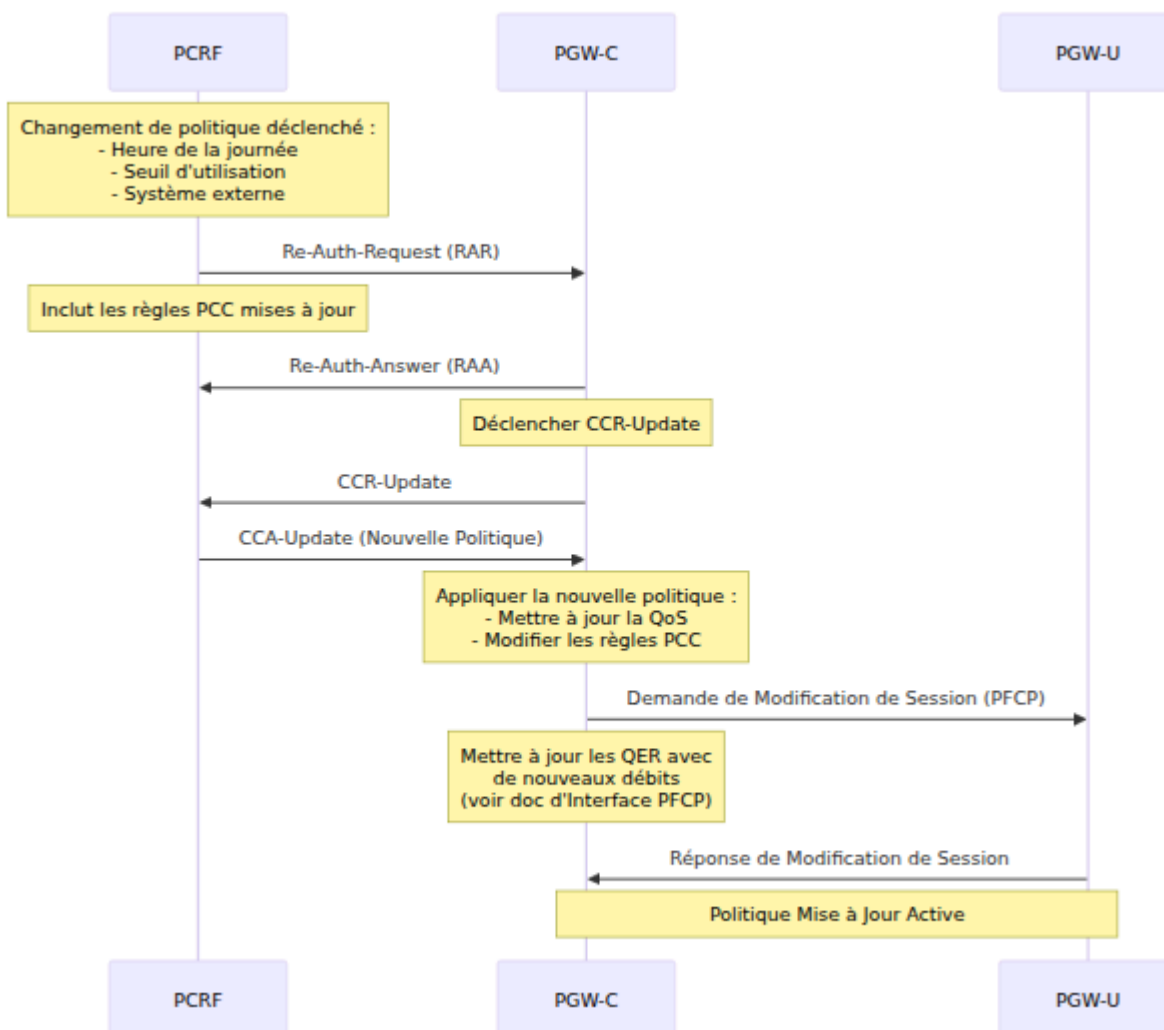 PCRF
PGW-C
PGW-U
Changement de politique déclenché :
- Heure de la journée
- Seuil d'utilisation
- Système externe
Re-Auth-Request (RAR)
Inclut les règles PCC mises à jour
Re-Auth-Answer (RAA)
Déclencher CCR-Update
CCR-Update
CCA-Update (Nouvelle Politique)
Appliquer la nouvelle politique :
- Mettre à jour la QoS
- Modifier les règles PCC
Demande de Modification de Session (PFCP)
Mettre à jour les QER avec
de nouveaux débits
(voir doc d'Interface PFCP)
Réponse de Modification de Session
Politique Mise à Jour Active
PCRF
PGW-C
PGW-U